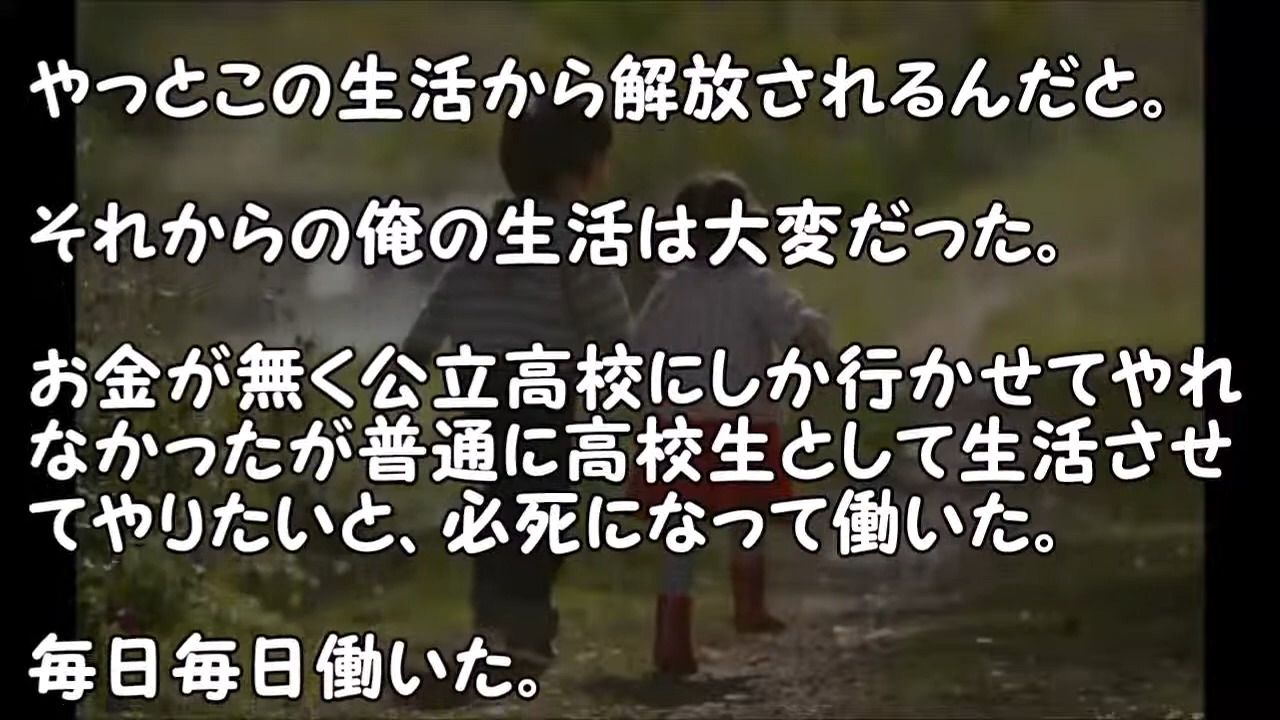 やっとこの生活から解放されるんだと。
それからの俺の生活は大変だった。
お金が無く公立高校にしか行かせてやれ
なかったが普通に高校生として生活させ
てやりたいと、必死になって働いた。
毎日毎日働いた。